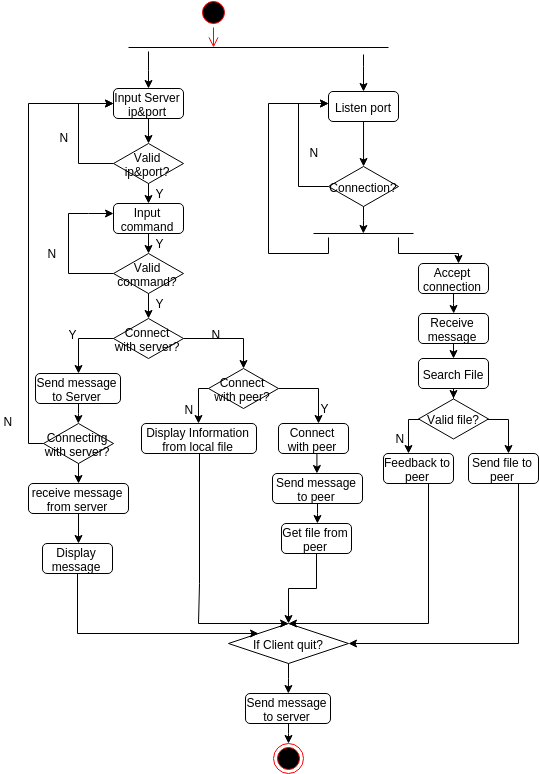 Input Server
ip&port
Listen port
N
N
Valid
ip&port?
Connection?
Y
Input
command
Y
N
Valid
command?
Accept
connection
Y
Receive
message
Connect
with server?
Y
N
Search File
Send message
to Server
Connect
with peer?
N
Y
N
Valid file?
N
Connecting
with server?
Display Information
from local file
Connect
with peer
Feedback to
peer
Send file to
peer
receive message
from server
Send message
to peer
Get file from
peer
Display
message
If Client quit?
Send message
to server